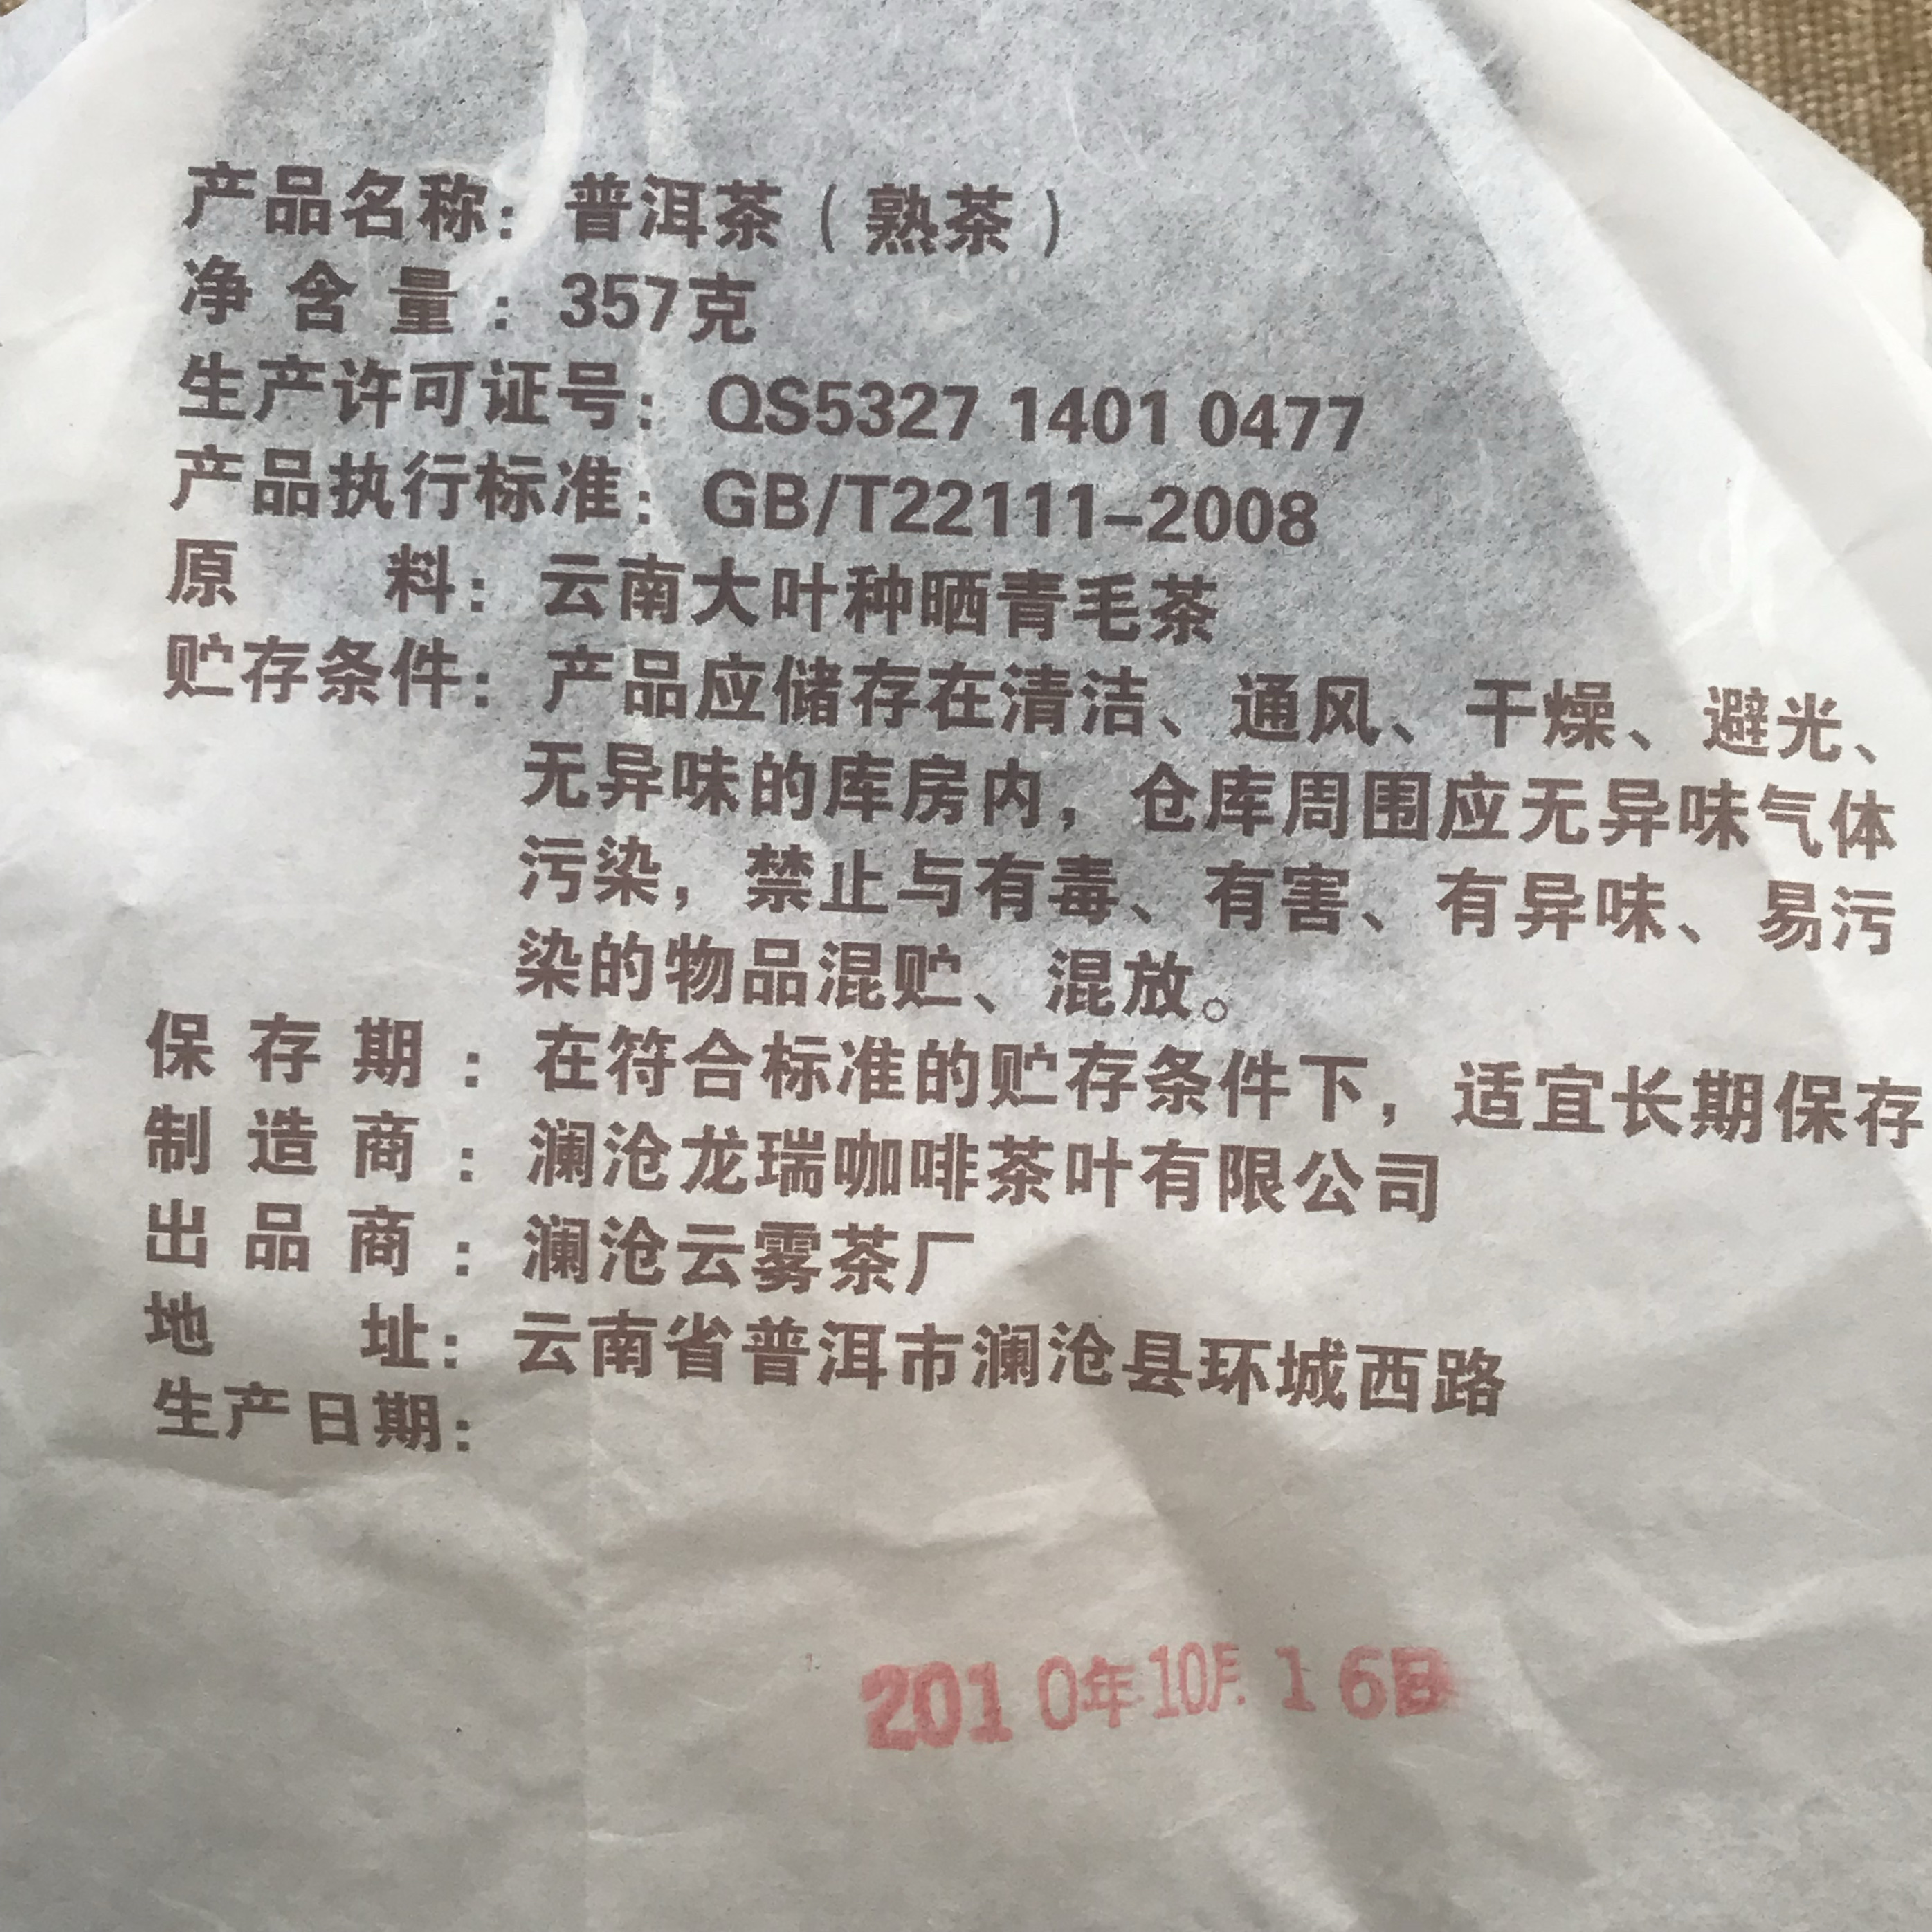 产品名称：普洱茶（熟茶）
净含量：357克
生产许可证号：QS5327 1401 0477
产品执行标准：GB/T22111-2008
原料：云南大叶种晒青毛茶
贮存条件：产品应储存在清洁、通风、干燥、避光、
无异味的库房内，仓库周围应无异味气体
污染，禁止与有毒、有害、有异味、易污
染的物品混贮、混放。
保存期：在符合标准的贮存条件下，适宜长期保存
制造商：澜沧龙瑞咖啡茶叶有限公司
出品商：澜沧云雾茶厂
地址：云南省普洱市澜沧县环城西路
生产日期：
2010年10月16日